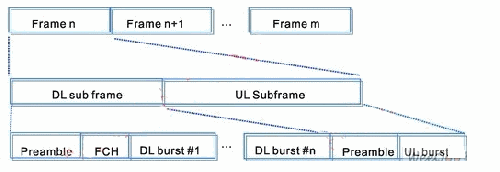 Frame n Frame n+1 ... Frame m
DL sub frame UL Subframe
Preamble FCH DL burst #1 ... DL burst #n Preamble UL burst